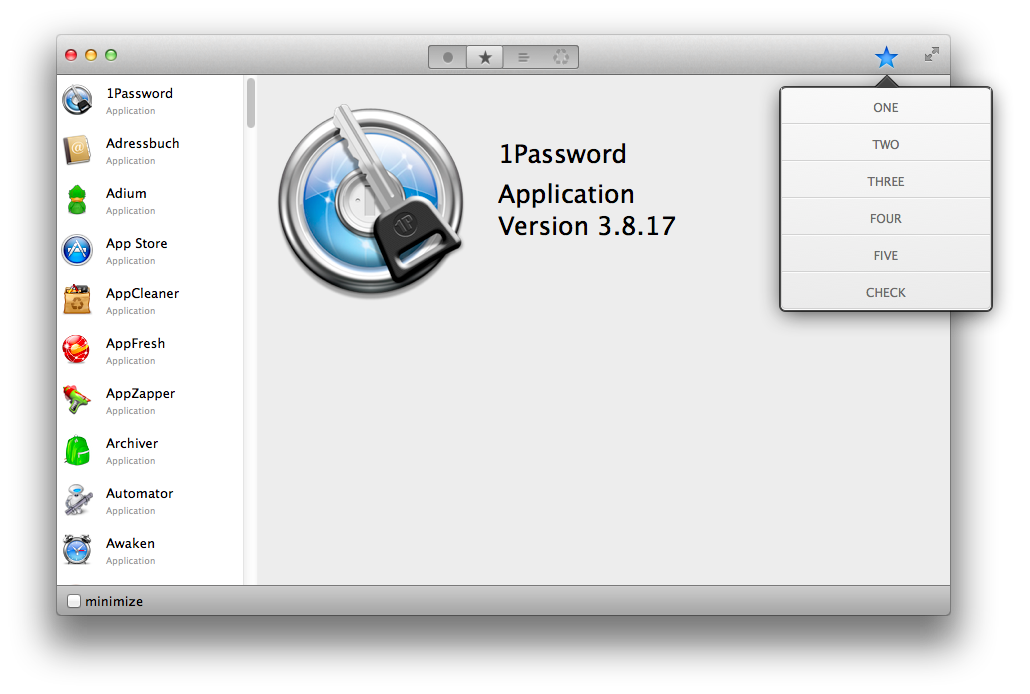 1Password
Application
Adressbuch
Application
Adium
Application
App Store
Application
AppCleaner
Application
AppFresh
Application
AppZapper
Application
Archiver
Application
Automator
Application
Awaken
Application
1Password
Application
Version 3.8.17
ONE
TWO
THREE
FOUR
FIVE
CHECK
minimize